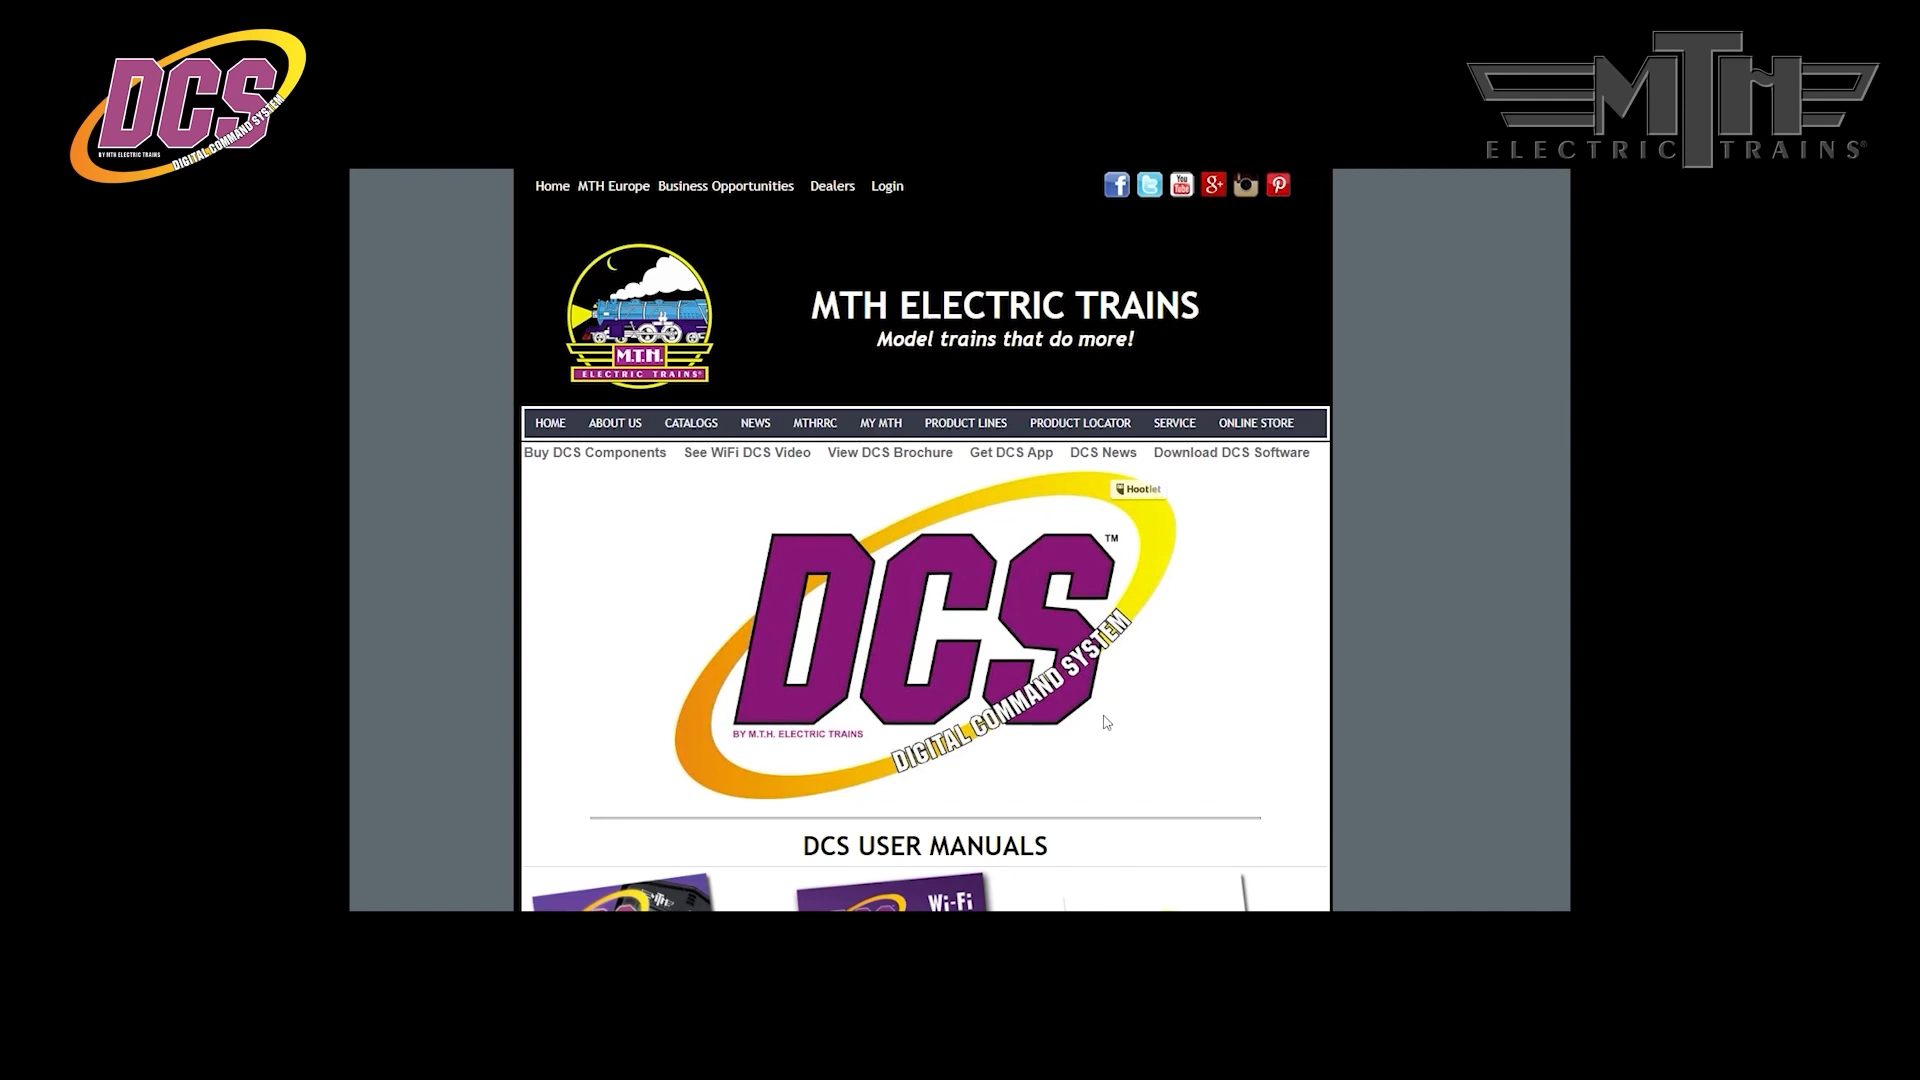 DCS
BY MTH ELECTRIC TRAINS
DIGITAL COMMAND SYSTEM
MTH
ELECTRIC TRAINS®
Home MTH Europe Business Opportunities Dealers Login
You
Tube
g+
M.T.H.
ELECTRIC TRAINS®
MTH ELECTRIC TRAINS
Model trains that do more!
HOME ABOUT US CATALOGS NEWS MTHRRC MY MTH PRODUCT LINES PRODUCT LOCATOR SERVICE ONLINE STORE
Buy DCS Components See WiFi DCS Video View DCS Brochure Get DCS App DCS News Download DCS Software
Hootlet
DCS™
BY M.T.H. ELECTRIC TRAINS
DIGITAL COMMAND SYSTEM
DCS USER MANUALS
MTH
Wi-Fi